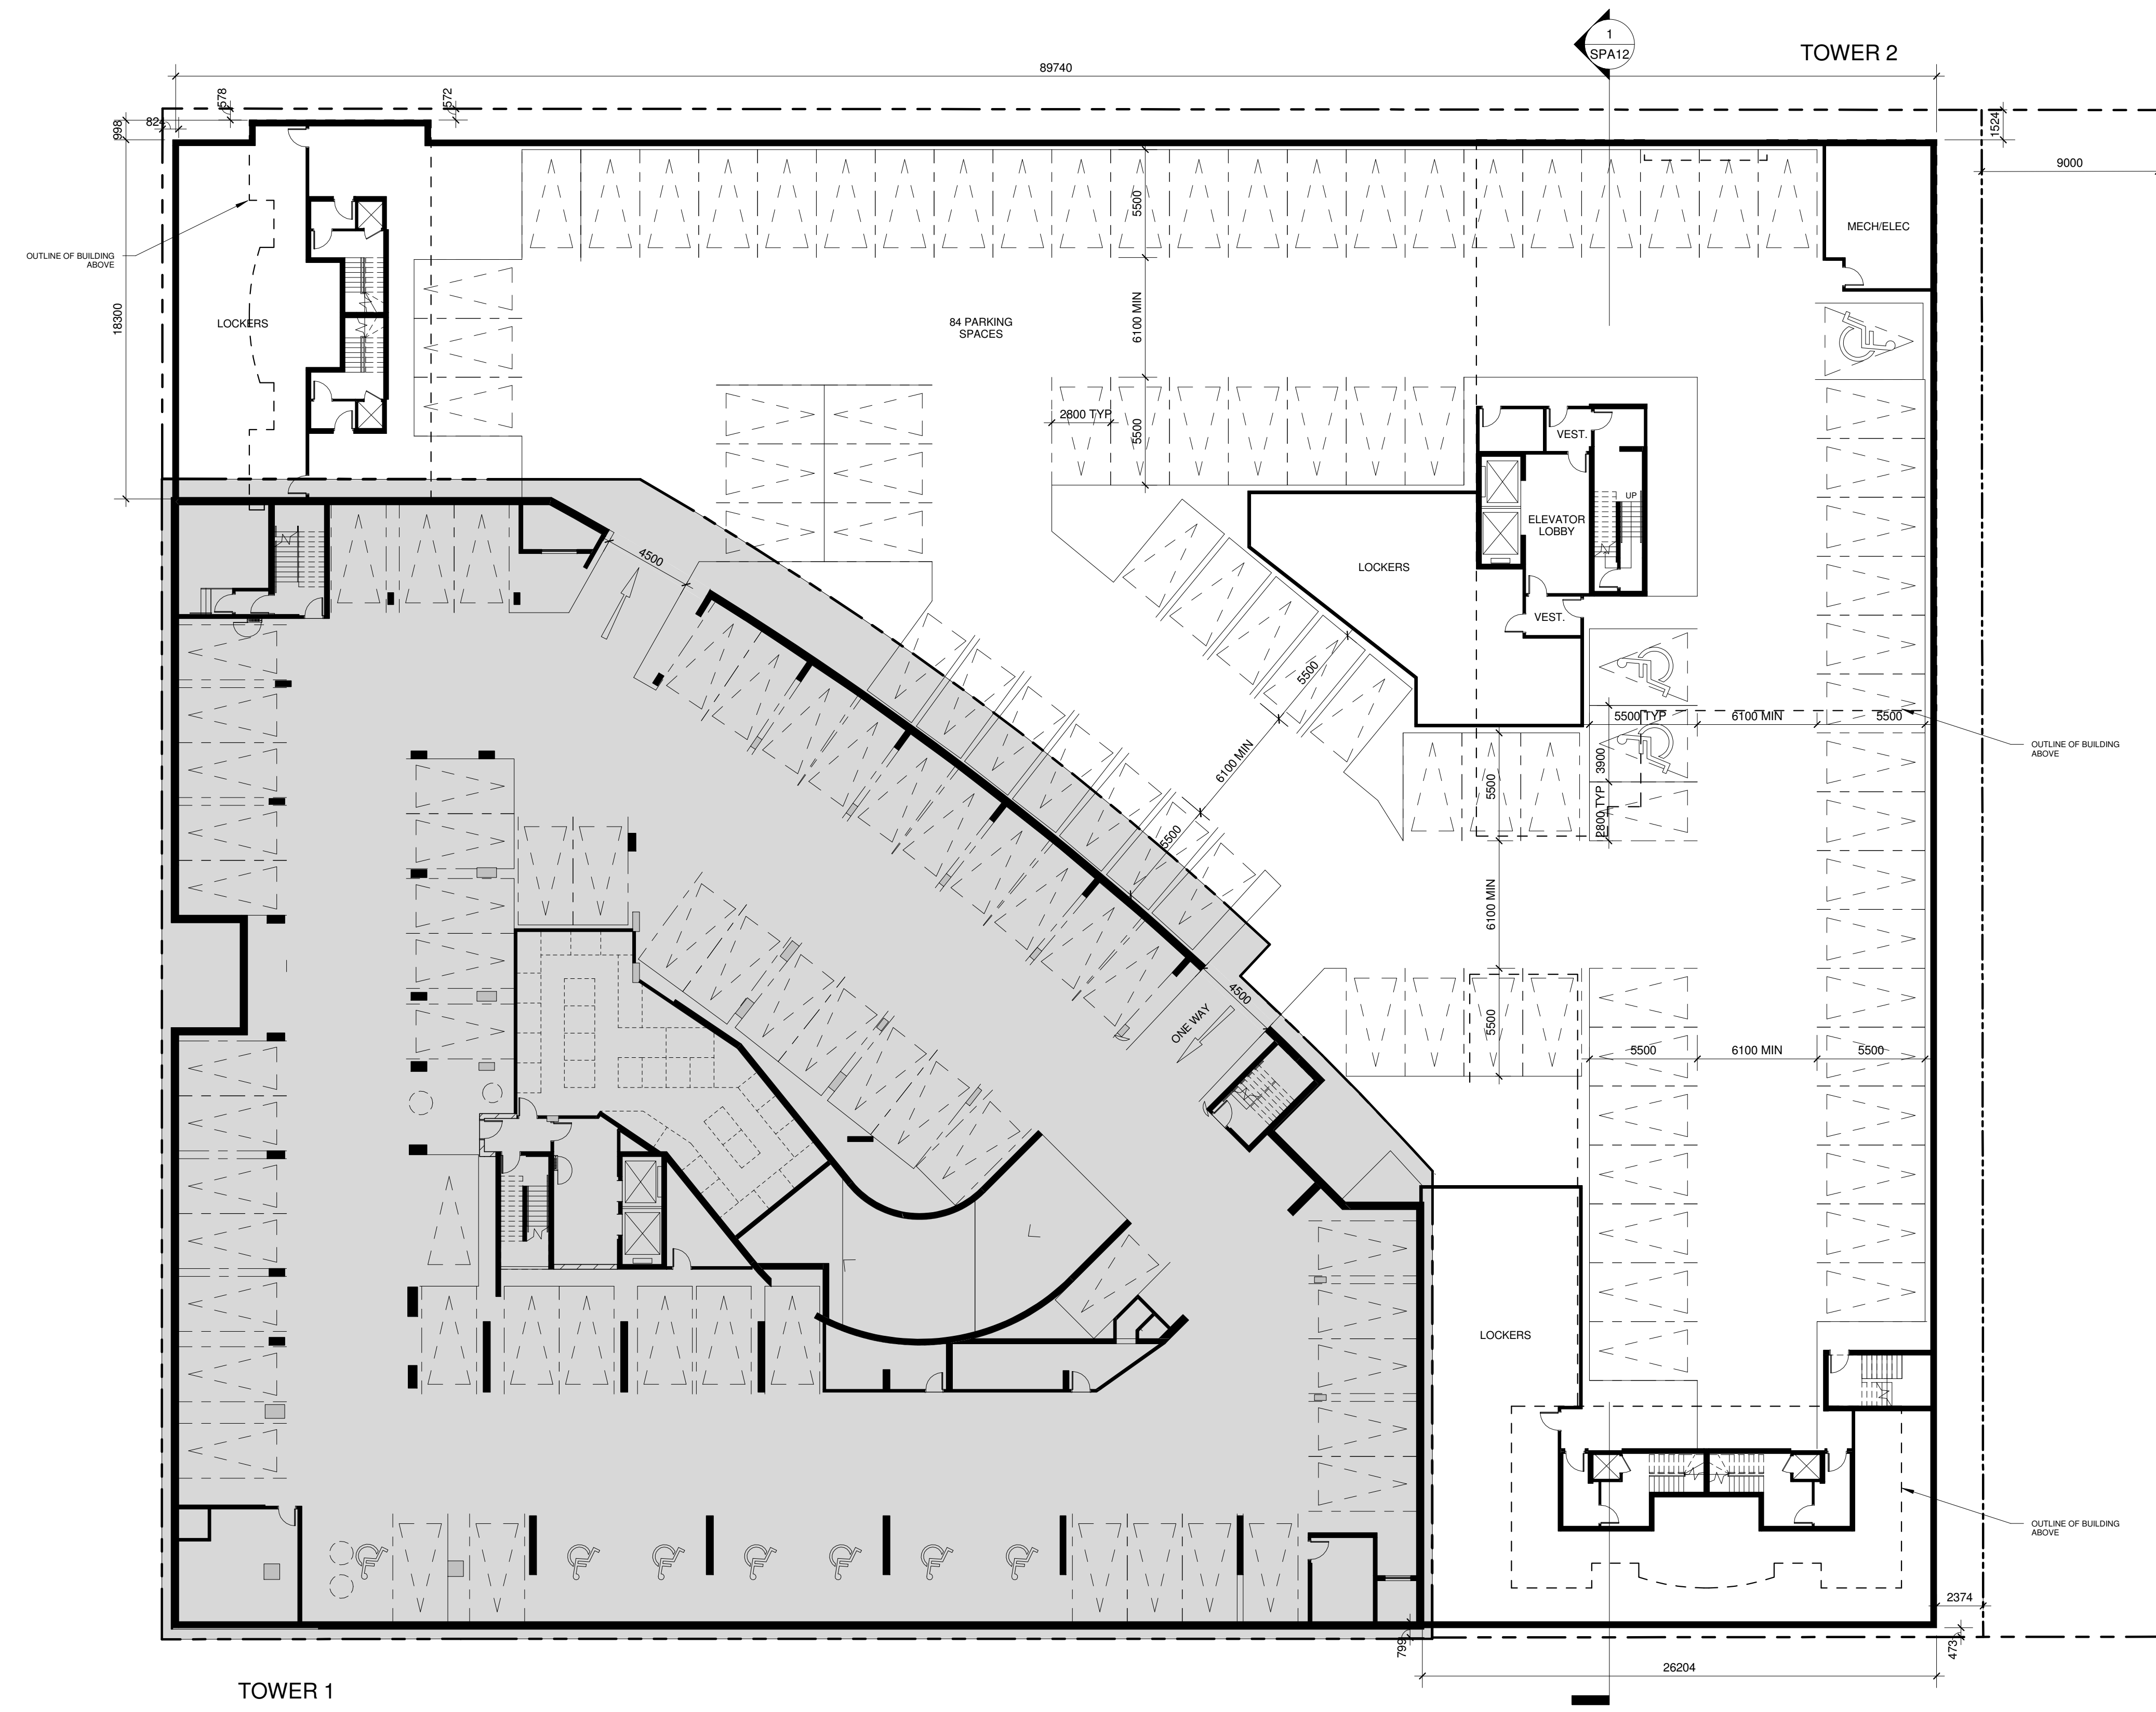 1
SPA12
TOWER 2
89740
578
572
998
824
1524
9000
5500
MECH/ELEC
OUTLINE OF BUILDING
ABOVE
18300
LOCKERS
84 PARKING
SPACES
6100 MIN
2800 TYP
5500
VEST.
UP
ELEVATOR
LOBBY
4500
LOCKERS
VEST.
5500
5500 TYP
6100 MIN
5500
OUTLINE OF BUILDING
ABOVE
6100 MIN
3900
5500
2800 TYP
5500
6100 MIN
4500
ONE WAY
5500
5500
6100 MIN
5500
LOCKERS
OUTLINE OF BUILDING
ABOVE
2374
799
473
26204
TOWER 1